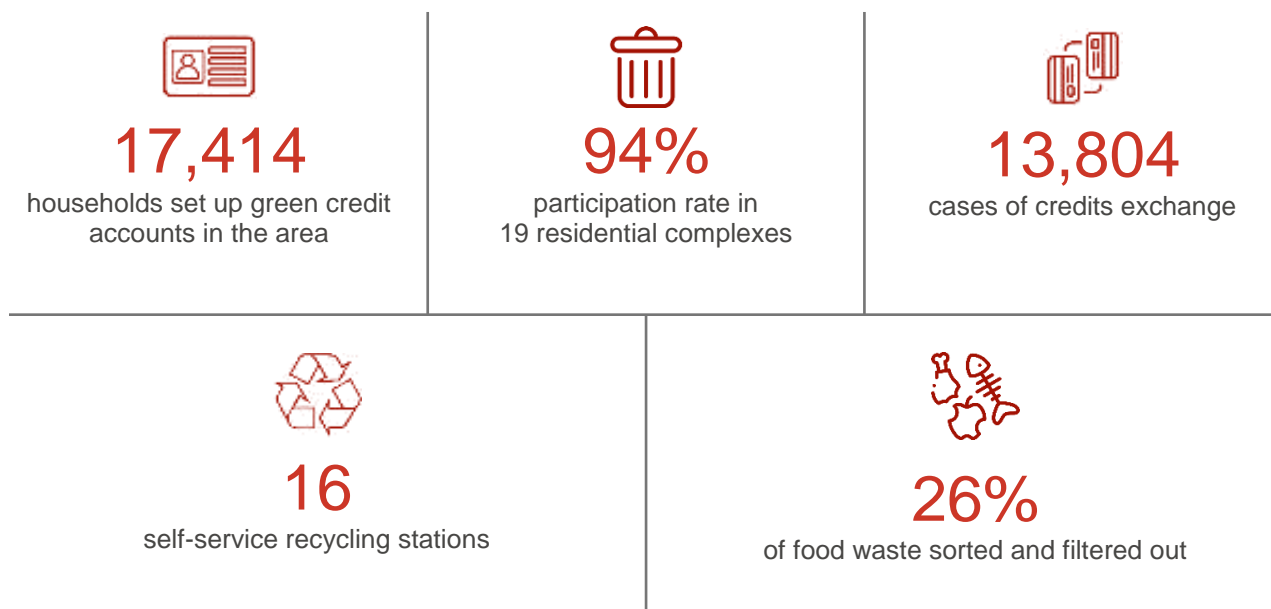 17,414
households set up green credit
accounts in the area
94%
participation rate in
19 residential complexes
13,804
cases of credits exchange
16
self-service recycling stations
26%
of food waste sorted and filtered out